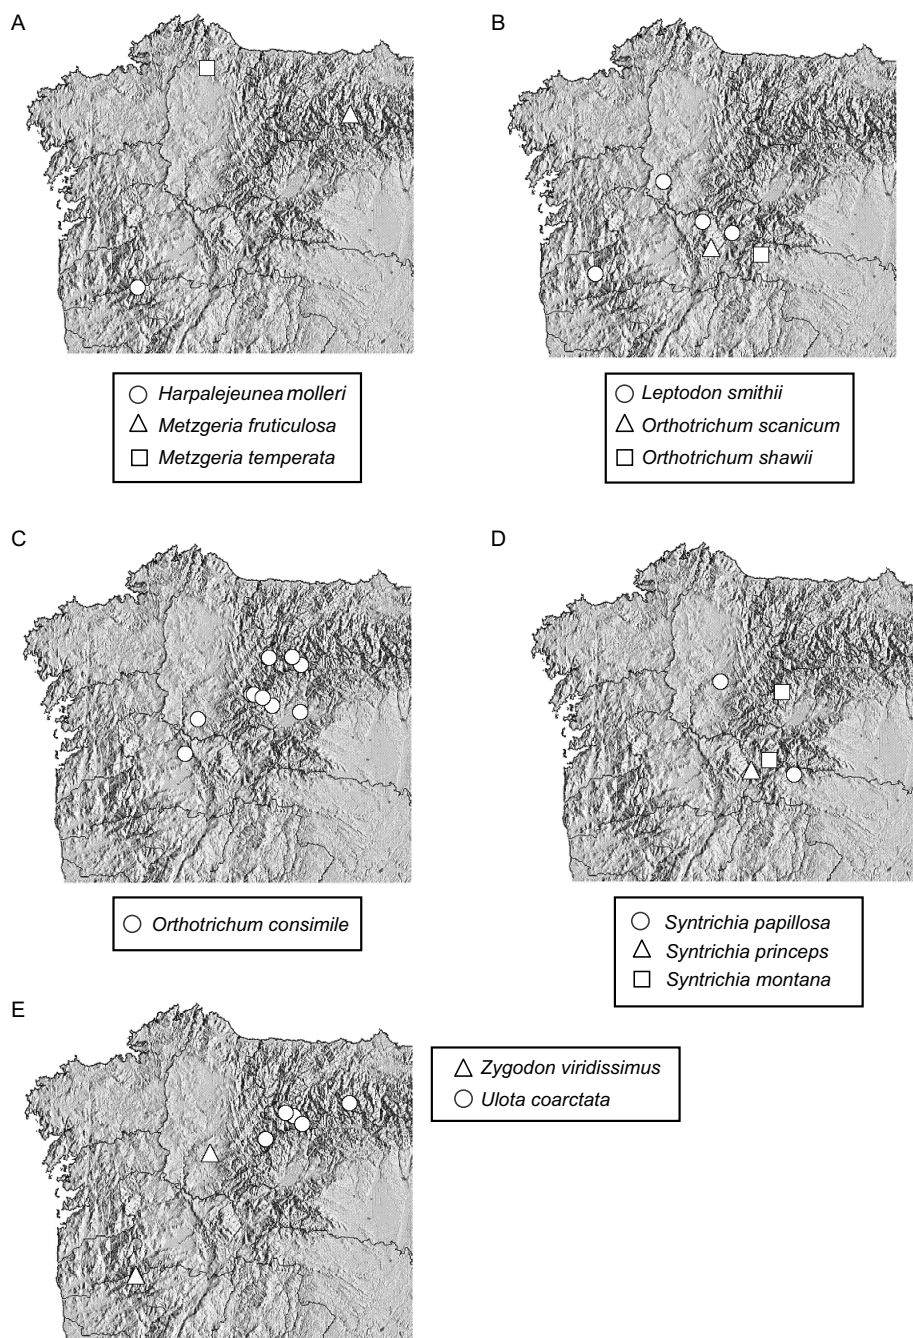 A
B
Harpalejeunea molleri
Metzgeria fruticulosa
Metzgeria temperata
Leptodon smithii
Orthotrichum scanicum
Orthotrichum shawii
C
D
Orthotrichum consimile
Syntrichia papillosa
Syntrichia princeps
Syntrichia montana
E
Zygodon viridissimus
Ulota coarctata